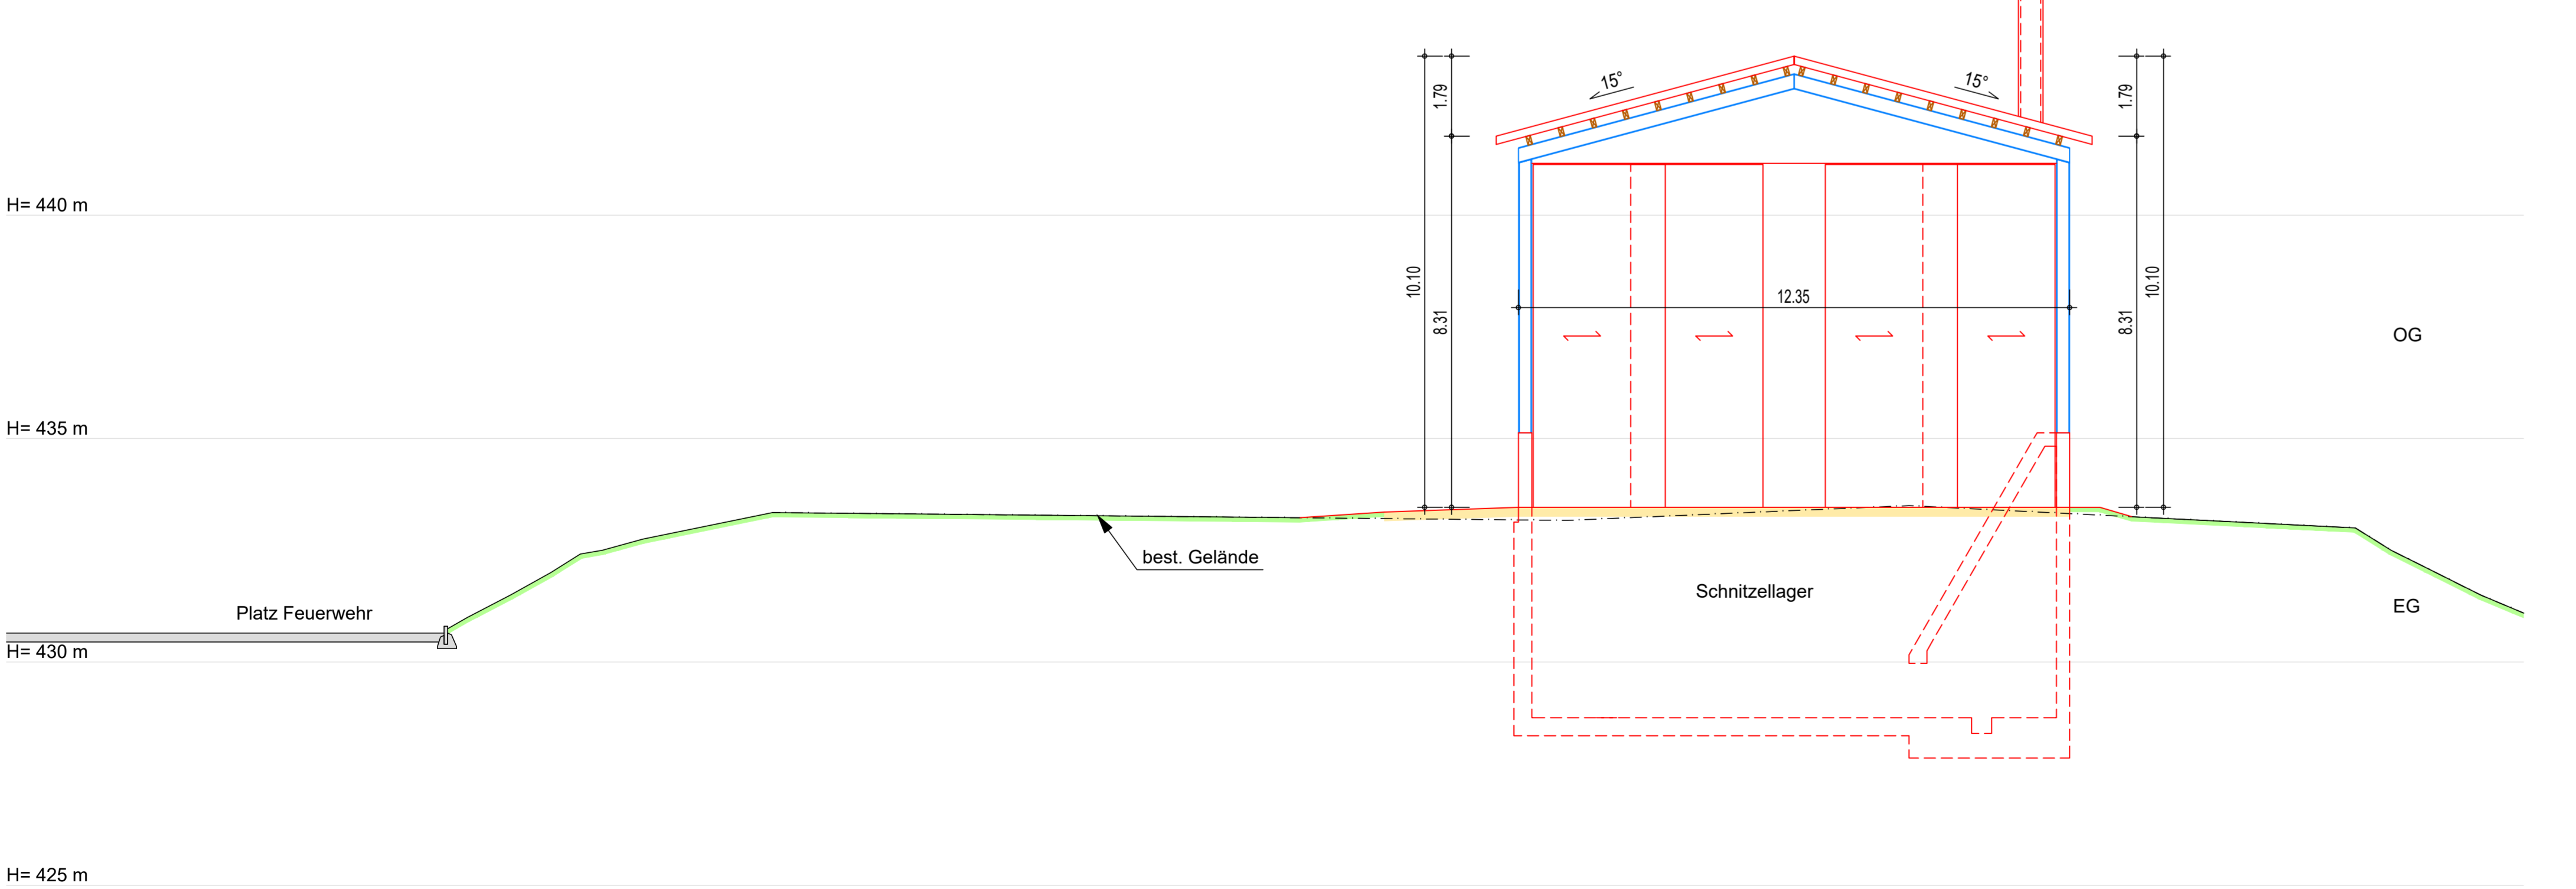 15°
15°
1.79
1.79
H= 440 m
10.10
8.31
12.35
8.31
10.10
OG
H= 435 m
best. Gelände
Schnitzellager
Platz Feuerwehr
EG
H= 430 m
H= 425 m